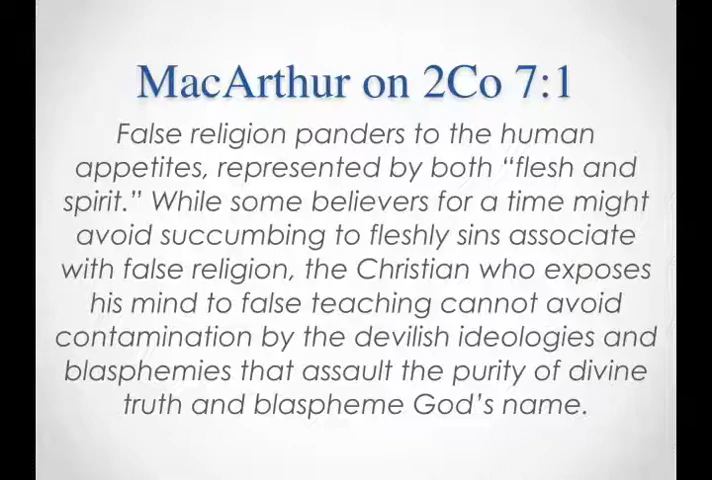 MacArthur on 2Co 7:1
False religion panders to the human
appetites, represented by both “flesh and
spirit.” While some believers for a time might
avoid succumbing to fleshly sins associate
with false religion, the Christian who exposes
his mind to false teaching cannot avoid
contamination by the devilish ideologies and
blasphemies that assault the purity of divine
truth and blaspheme God’s name.